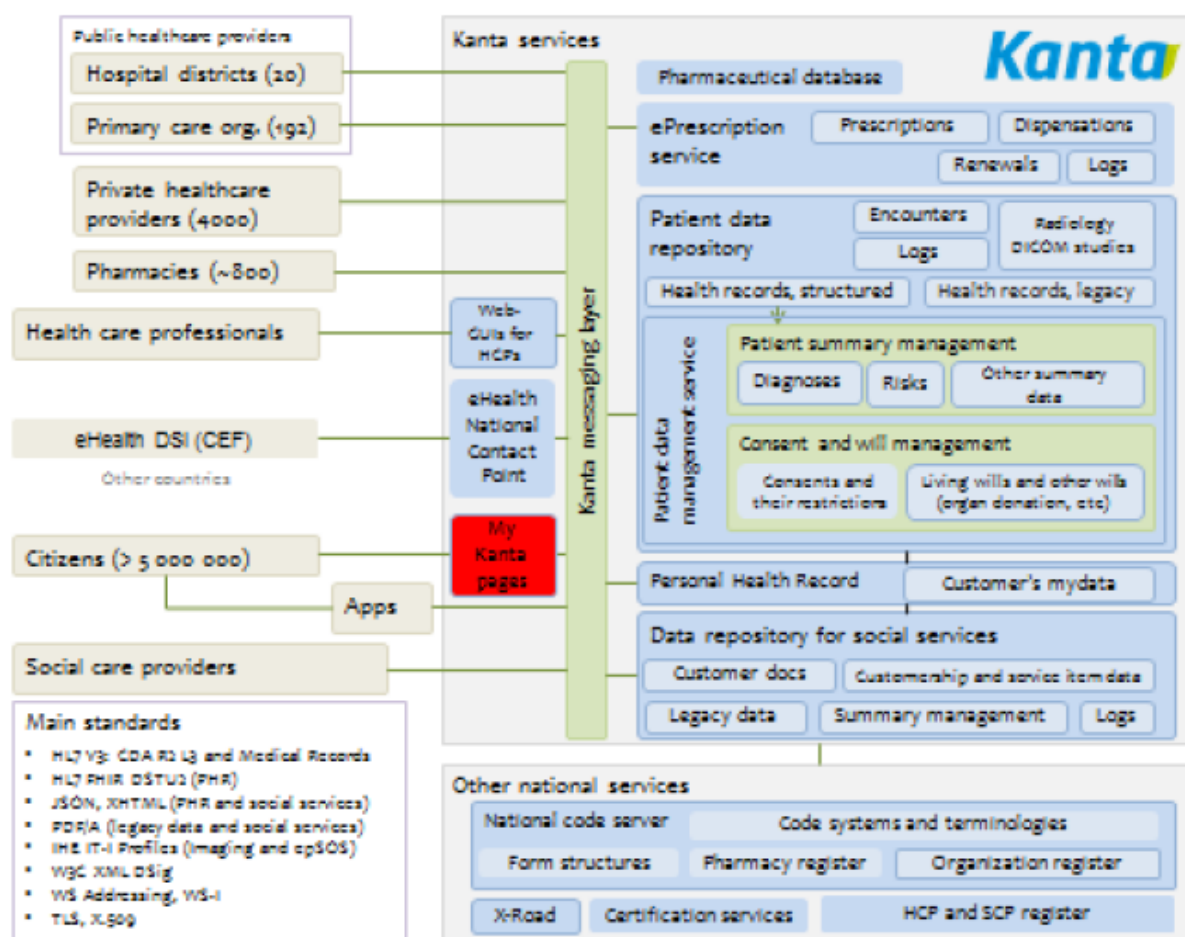 Public healthcare providers
Hospital districts (20)
Primary care org. (192)
Private healthcare
providers (4000)
Pharmacies (~800)
Health care professionals
eHealth DSI (CEF)
Other countries
Citizens (> 5 000 000)
Apps
Social care providers
Main standards
▪ HL7 V3: CDA R2 L3 and Medical Records
▪ HL7 FHIR DSTU2 (PHR)
▪ JSON, XHTML (PHR and social services)
▪ PDF/A (legacy data and social services)
▪ IHE IT-I Profiles (Imaging and epSOS)
▪ W3C XML DSig
▪ WS Addressing, WS-I
▪ TLS, X.509
Kanta services
Kanta
Web-
GUIs for
HCPs
eHealth
National
Contact
Point
My
Kanta
pages
Kanta messaging layer
Pharmaceutical database
ePrescription
service
Prescriptions
Dispensations
Renewals
Logs
Patient data
repository
Encounters
Logs
Radiology
DICOM studies
Health records, structured
Health records, legacy
Patient data
management service
Patient summary management
Diagnoses
Risks
Other summary
data
Consent and will management
Consents and
their restrictions
Living wills and other wills
(organ donation, etc)
Personal Health Record
Customer's mydata
Data repository for social services
Customer docs
Customership and service item data
Legacy data
Summary management
Logs
Other national services
National code server
Code systems and terminologies
Form structures
Pharmacy register
Organization register
X-Road
Certification services
HCP and SCP register